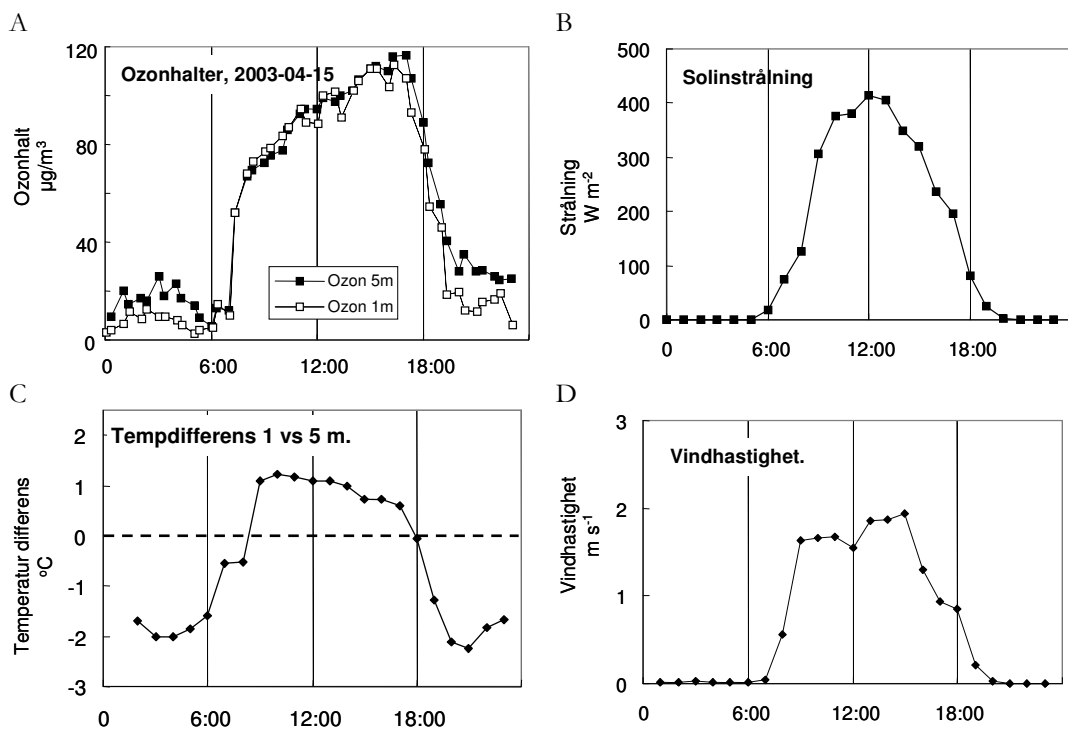 A
Ozonhalter, 2003-04-15
Ozonhalt
µg/m³
120
80
40
0
0
6:00
12:00
18:00
Ozon 5m
Ozon 1m
B
Solinstrålning
Strålning
W m-2
500
400
300
200
100
0
0
6:00
12:00
18:00
C
Tempdifferens 1 vs 5 m.
Temperatur differens
ºC
2
1
0
-1
-2
-3
0
6:00
12:00
18:00
D
Vindhastighet.
Vindhastighet
m s-1
3
2
1
0
0
6:00
12:00
18:00